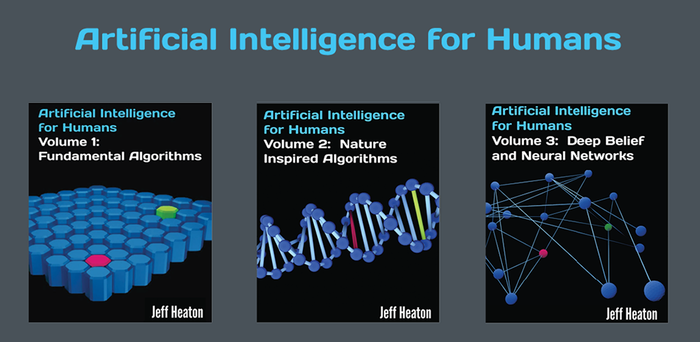 Artificial Intelligence for Humans
Artificial Intelligence
for Humans
Volume 1:
Fundamental Algorithms
Jeff Heaton
Artificial Intelligence
for Humans
Volume 2: Nature
Inspired Algorithms
Jeff Heaton
Artificial Intelligence
for Humans
Volume 3: Deep Belief
and Neural Networks
Jeff Heaton